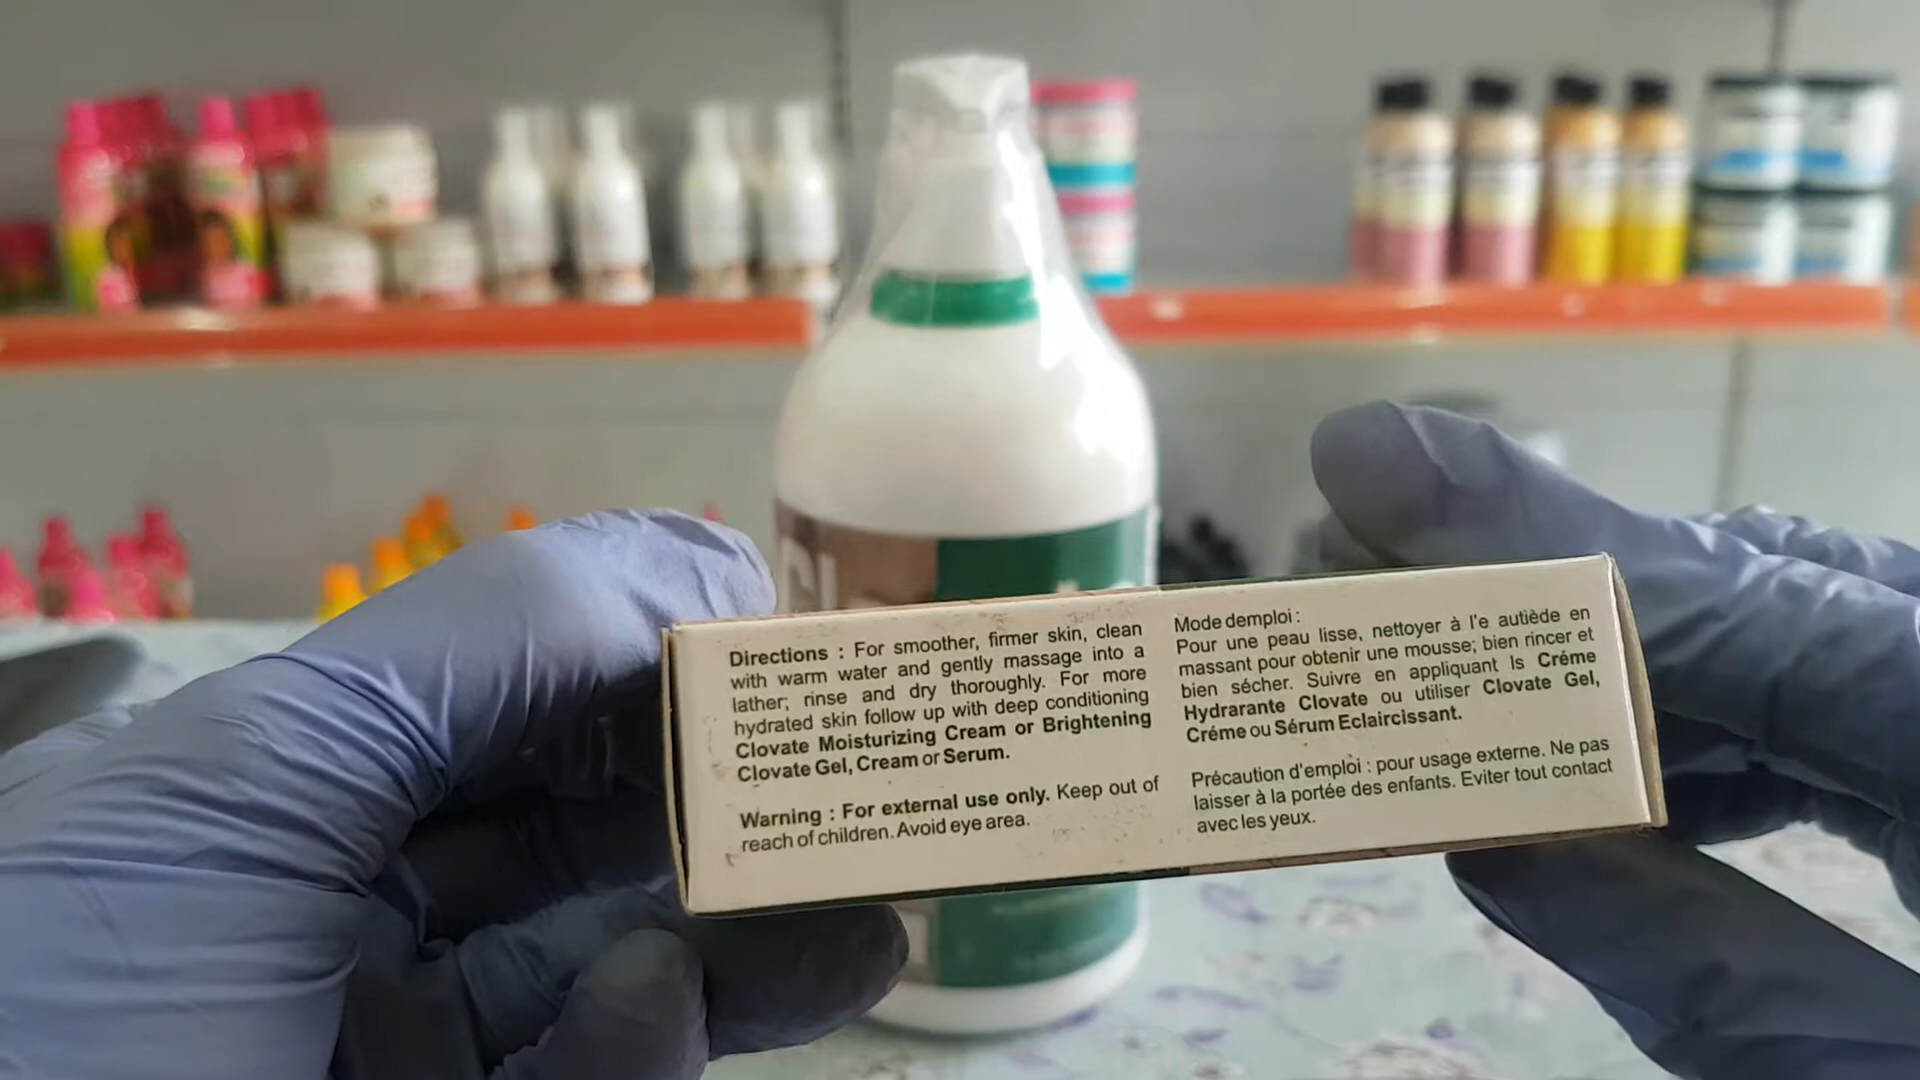 Directions : For smoother, firmer skin, clean
with warm water and gently massage into a
lather; rinse and dry thoroughly. For more
hydrated skin follow up with deep conditioning
Clovate Moisturizing Cream or Brightening
Clovate Gel, Cream or Serum.
Warning : For external use only. Keep out of
reach of children. Avoid eye area.
Mode demploi :
Pour une peau lisse, nettoyer à l'e autiède en
massant pour obtenir une mousse; bien rincer et
bien sécher. Suivre en appliquant ls Créme
Hydrarante Clovate ou utiliser Clovate Gel,
Créme ou Sérum Eclaircissant.
Précaution d'emploi : pour usage externe. Ne pas
laisser à la portée des enfants. Eviter tout contact
avec les yeux.